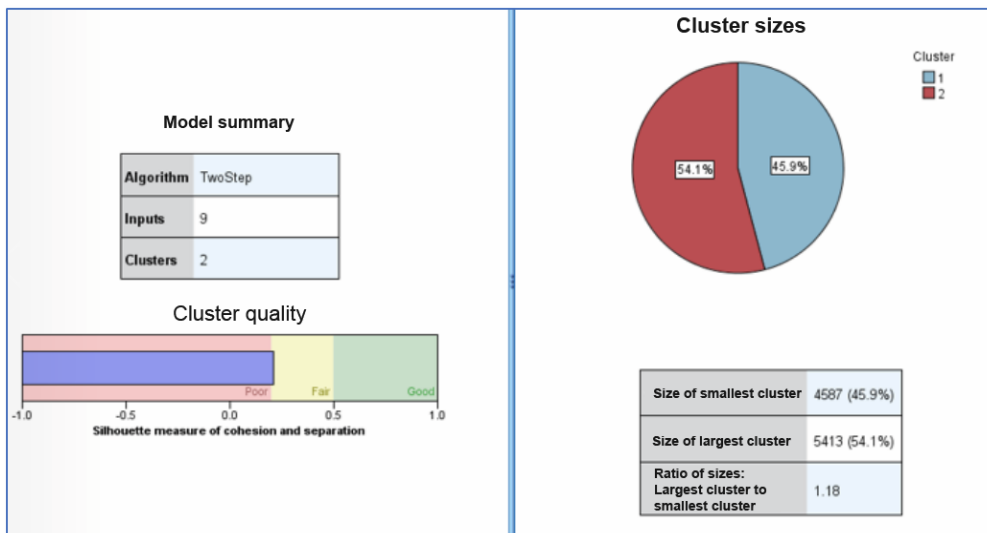 Model summary
Algorithm TwoStep
Inputs 9
Clusters 2
Cluster quality
Poor Fair Good
-1.0 -0.5 0.0 0.5 1.0
Silhouette measure of cohesion and separation
Cluster sizes
Cluster
1
2
54.1% 45.9%
Size of smallest cluster 4587 (45.9%)
Size of largest cluster 5413 (54.1%)
Ratio of sizes:
Largest cluster to 1.18
smallest cluster